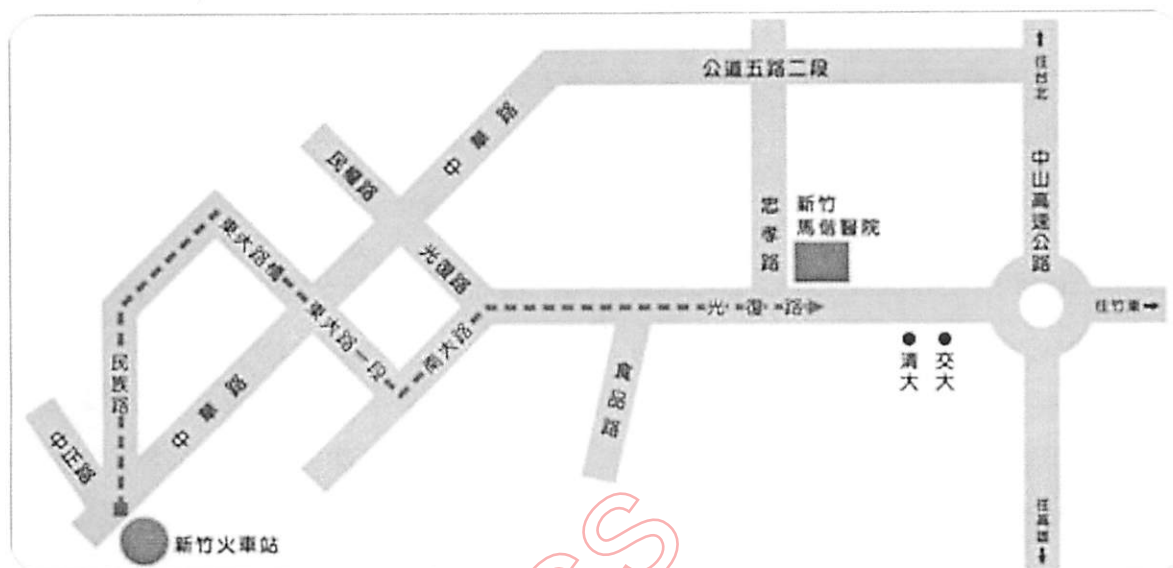 公道五路二段
往台北
中華路
民權路
中山高速公路
忠孝路
新竹
馬偕醫院
東大路橋
光復路
光復路
往竹東
東大路一段
南大路
清大
交大
民族路
食品路
中華路
中正路
往高雄
新竹火車站